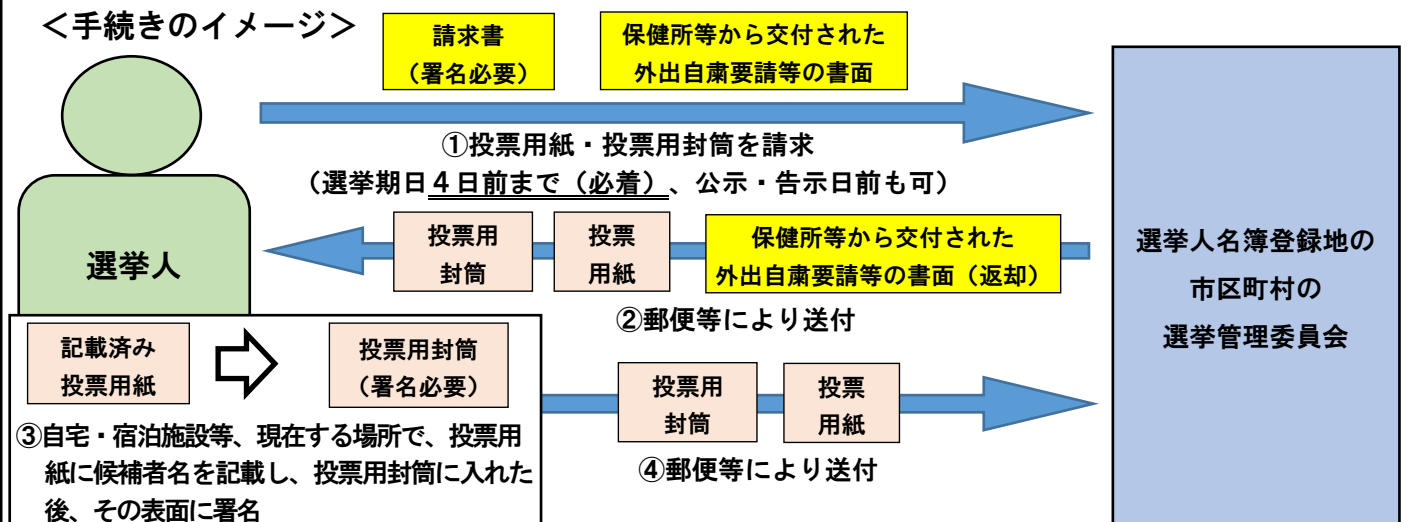 ＜手続きのイメージ＞
請求書
（署名必要）
保健所等から交付された
外出自粛要請等の書面
①投票用紙・投票用封筒を請求
（選挙期日４日前まで（必着）、公示・告示日前も可）
選挙人
投票用
封筒
投票
用紙
保健所等から交付された
外出自粛要請等の書面（返却）
②郵便等により送付
選挙人名簿登録地の
市区町村の
選挙管理委員会
記載済み
投票用紙
投票用封筒
（署名必要）
③自宅・宿泊施設等、現在する場所で、投票用
紙に候補者名を記載し、投票用封筒に入れた
後、その表面に署名
投票用
封筒
投票
用紙
④郵便等により送付